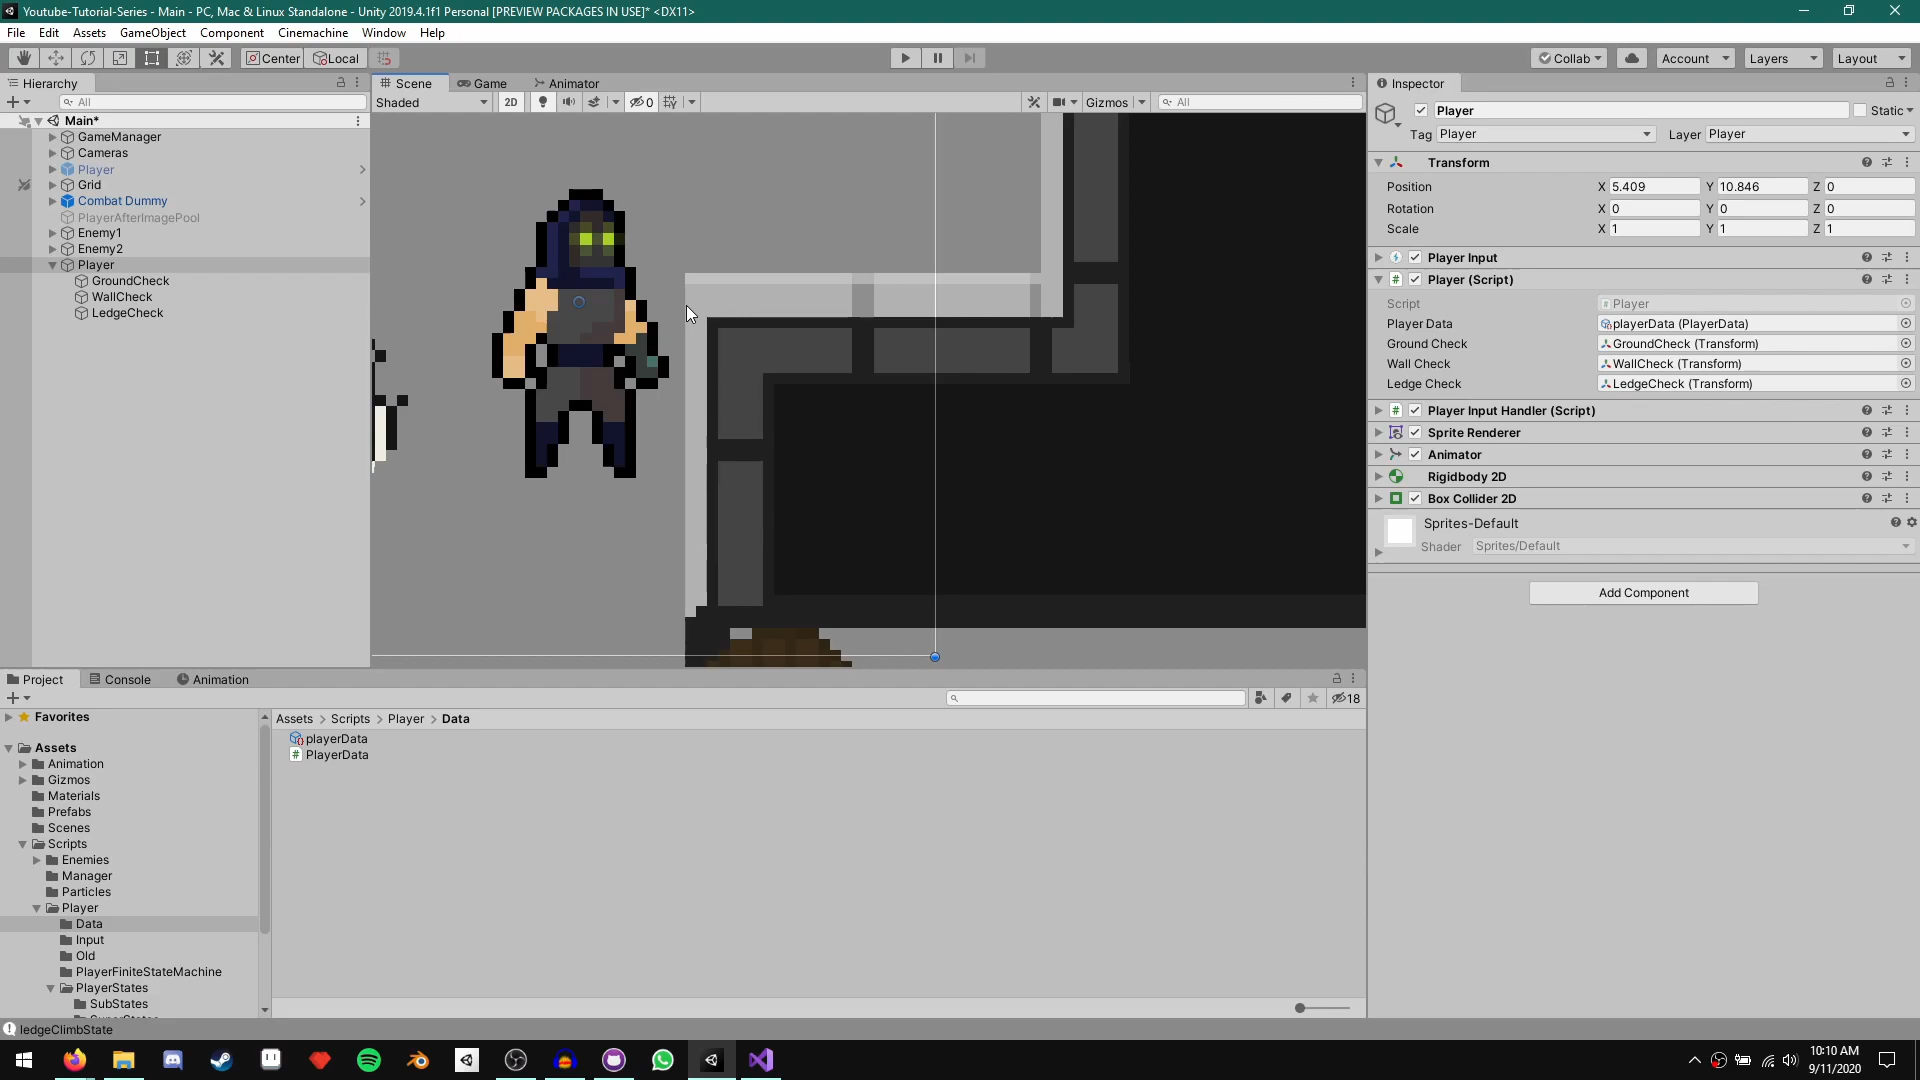 Youtube-Tutorial-Series - Main - PC, Mac & Linux Standalone - Unity 2019.4.1f1 Personal [PREVIEW PACKAGES IN USE]* <DX11>
File Edit Assets GameObject Component Cinemachine Window Help
Center Local Collab Account Layers Layout
Hierarchy
All
Main*
GameManager
Cameras
Player
Grid
Combat Dummy
PlayerAfterImagePool
Enemy1
Enemy2
Player
GroundCheck
WallCheck
LedgeCheck
Scene Game Animator
Shaded 2D 0 Gizmos All
Inspector
Player Static
Tag Player Layer Player
Transform
Position X 5.409 Y 10.846 Z 0
Rotation X 0 Y 0 Z 0
Scale X 1 Y 1 Z 1
Player Input
# Player (Script)
Script # Player
Player Data playerData (PlayerData)
Ground Check GroundCheck (Transform)
Wall Check WallCheck (Transform)
Ledge Check LedgeCheck (Transform)
# Player Input Handler (Script)
Sprite Renderer
Animator
Rigidbody 2D
Box Collider 2D
Sprites-Default
Shader Sprites/Default
Add Component
Project Console Animation
18
Favorites
Assets
Animation
Gizmos
Materials
Prefabs
Scenes
Scripts
Enemies
Manager
Particles
Player
Data
Input
Old
PlayerFiniteStateMachine
PlayerStates
SubStates
Assets > Scripts > Player > Data
playerData
# PlayerData
ledgeClimbState
10:10 AM
9/11/2020